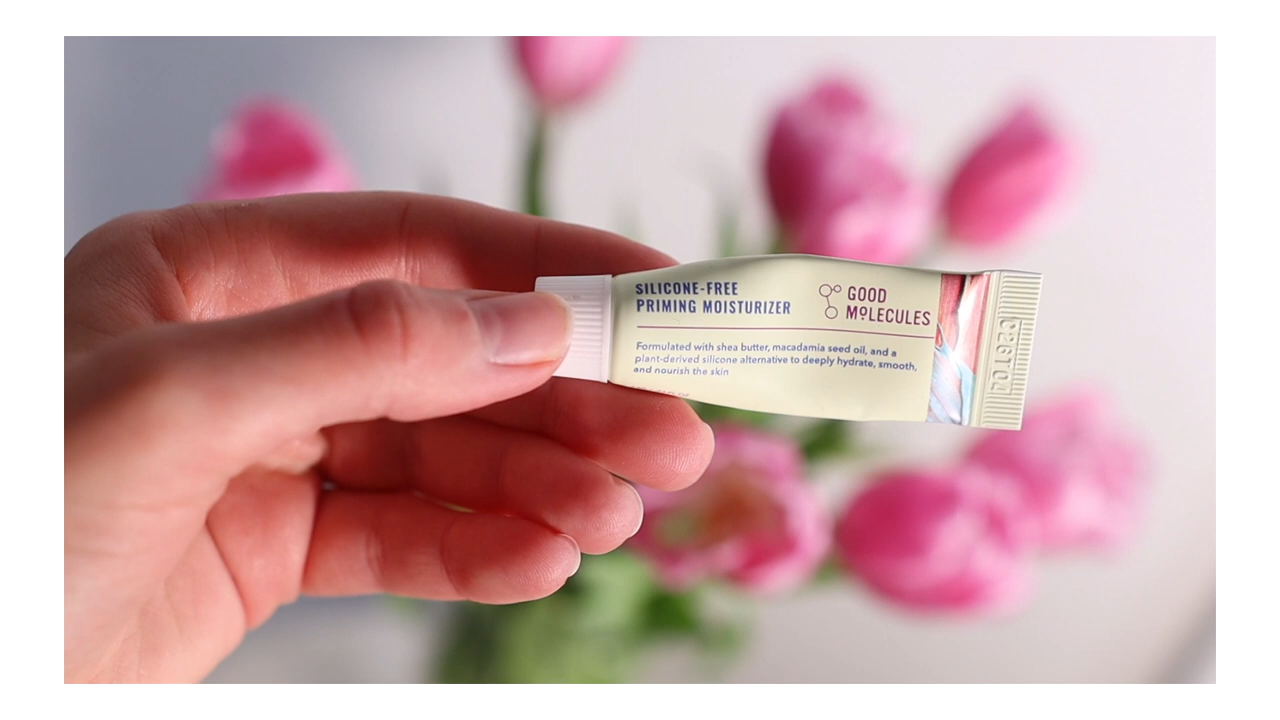 SILICONE-FREE
PRIMING MOISTURIZER
GOOD
MOLECULES
Formulated with shea butter, macadamia seed oil, and a
plant-derived silicone alternative to deeply hydrate, smooth,
and nourish the skin